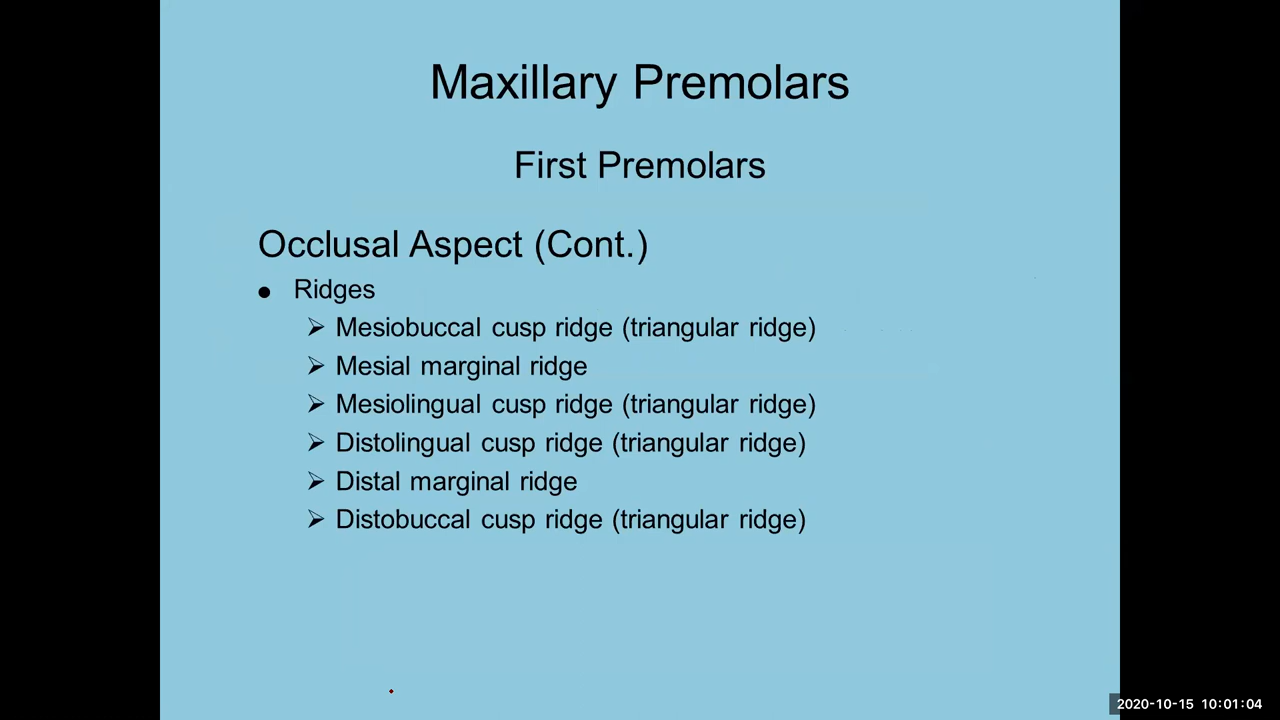 Maxillary Premolars
First Premolars
Occlusal Aspect (Cont.)
● Ridges
➢ Mesiobuccal cusp ridge (triangular ridge)
➢ Mesial marginal ridge
➢ Mesiolingual cusp ridge (triangular ridge)
➢ Distolingual cusp ridge (triangular ridge)
➢ Distal marginal ridge
➢ Distobuccal cusp ridge (triangular ridge)
2020-10-15 10:01:04